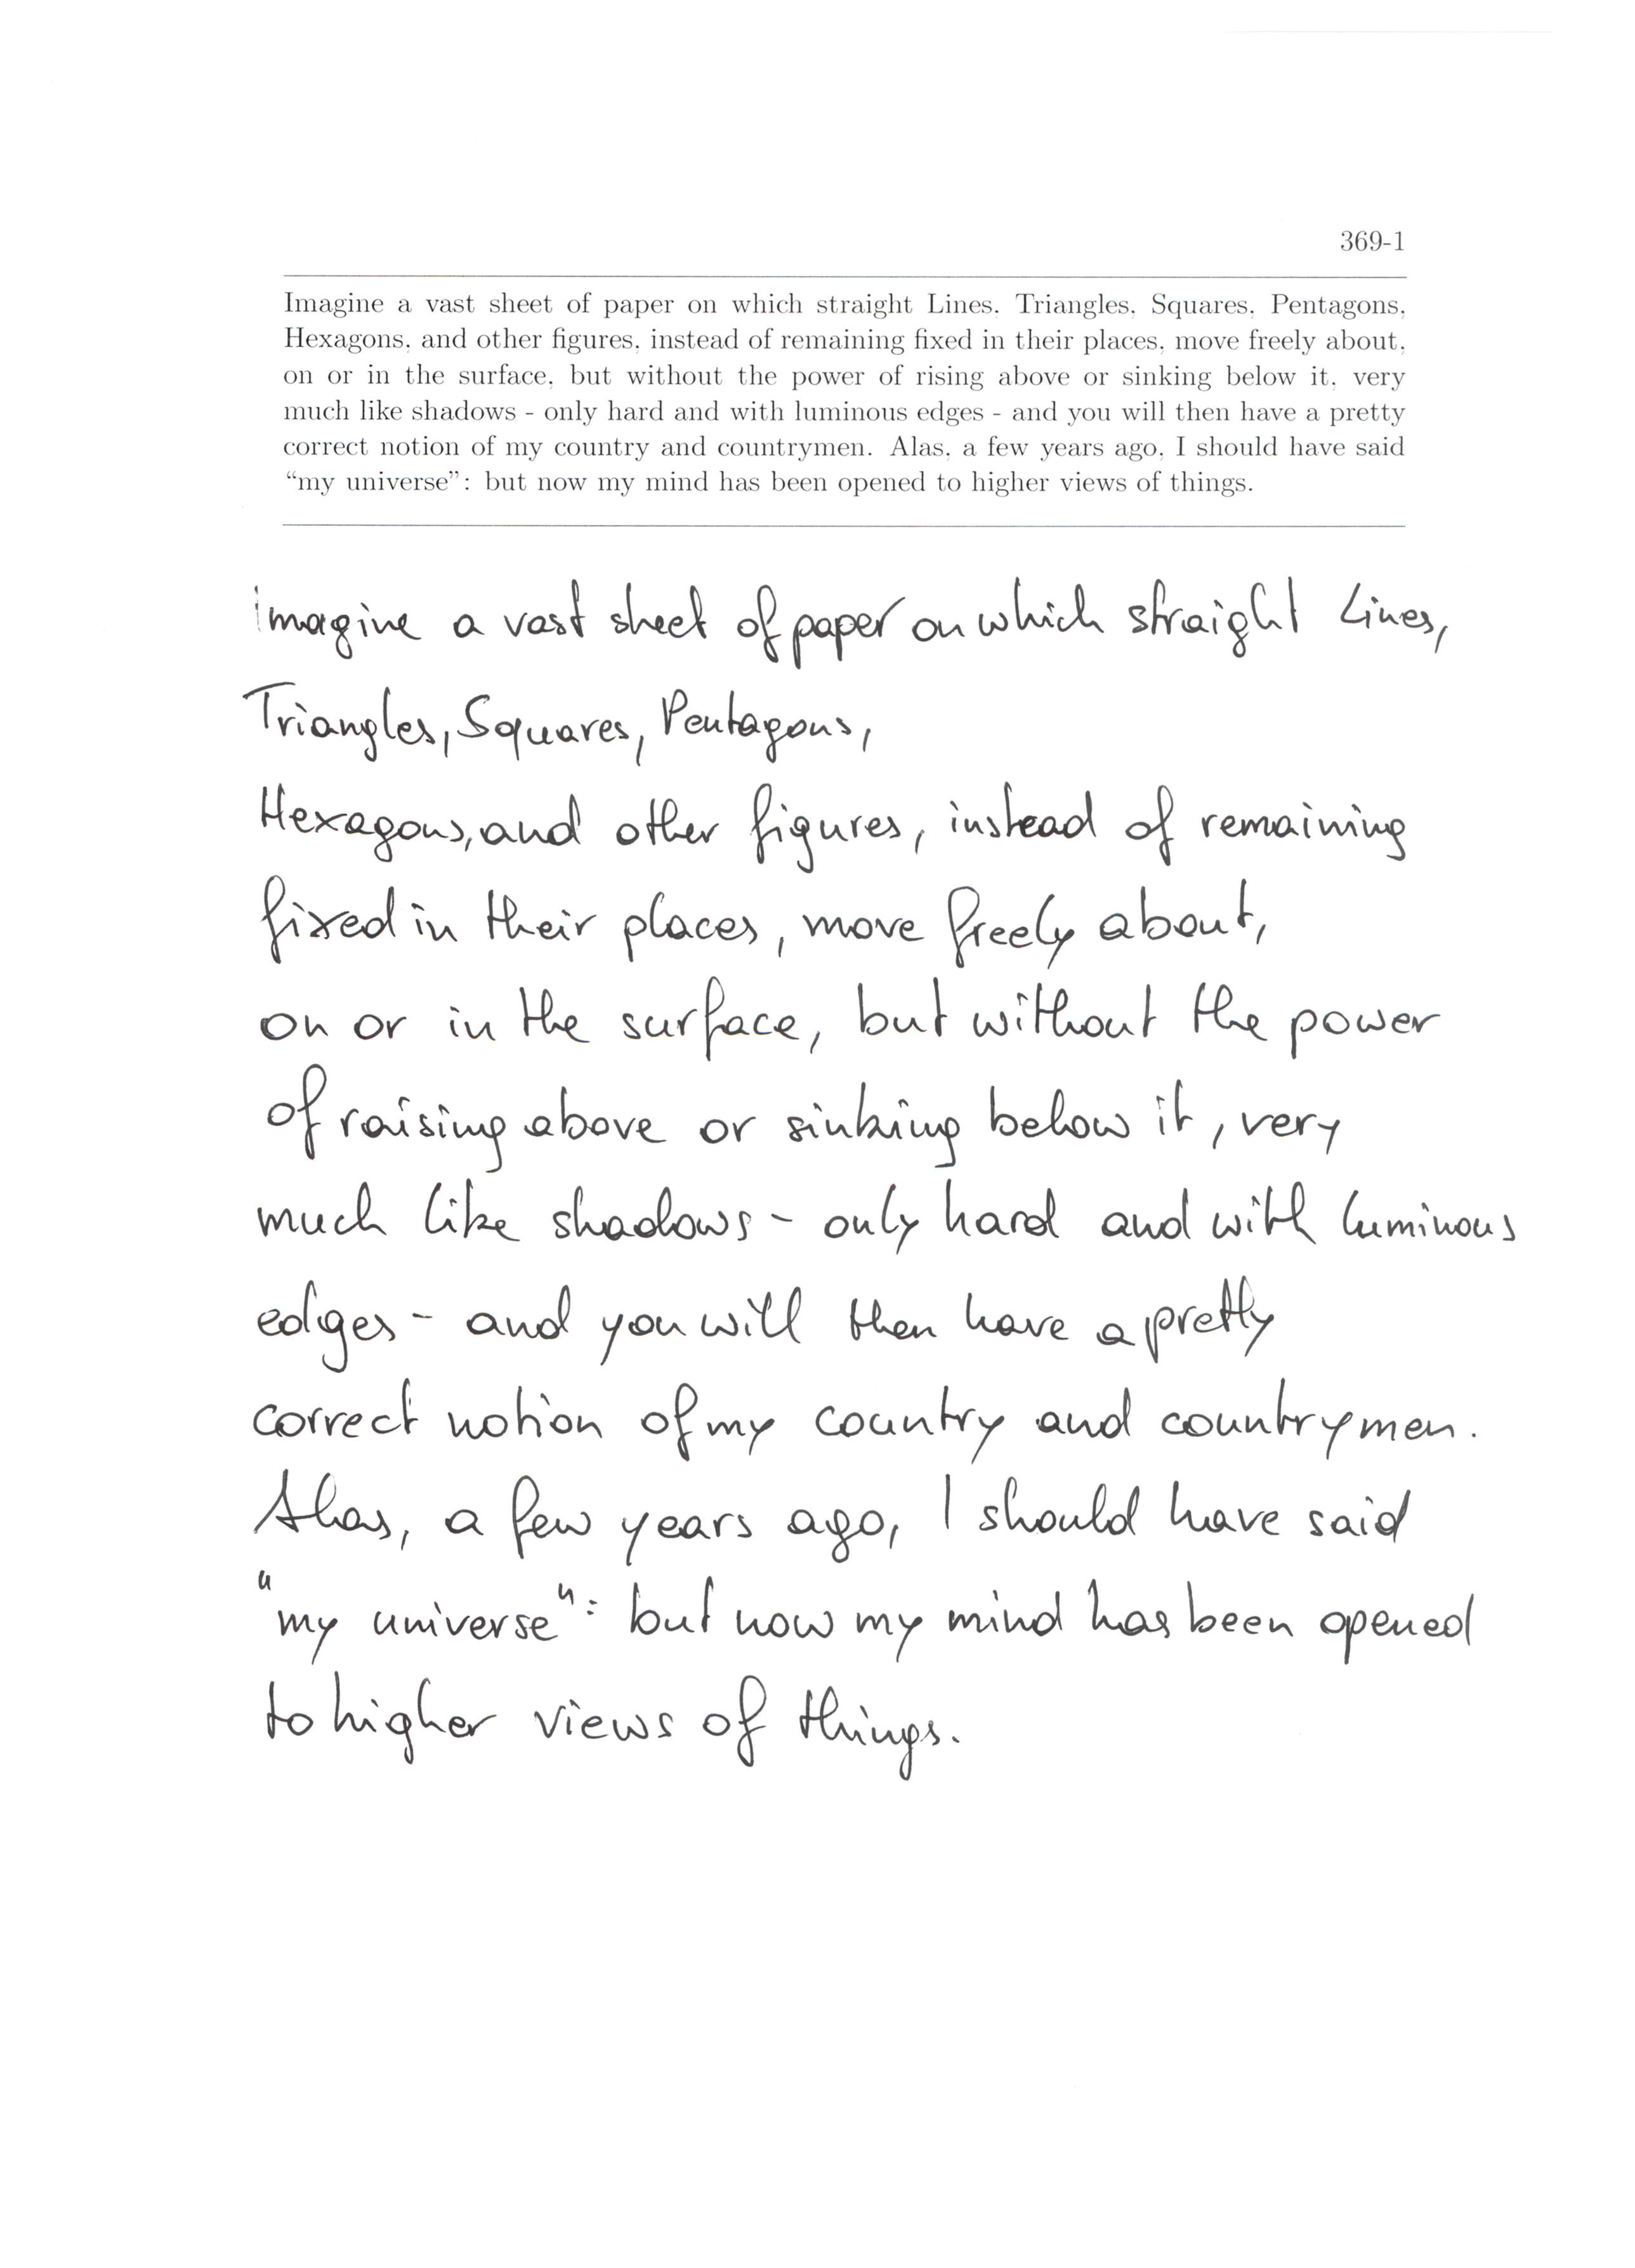 369-1
Imagine a vast sheet of paper on which straight Lines, Triangles, Squares, Pentagons,
Hexagons, and other figures, instead of remaining fixed in their places, move freely about,
on or in the surface, but without the power of rising above or sinking below it, very
much like shadows - only hard and with luminous edges - and you will then have a pretty
correct notion of my country and countrymen. Alas, a few years ago, I should have said
“my universe”: but now my mind has been opened to higher views of things.
imagine a vast sheet of paper on which straight Lines,
Triangles, Squares, Pentagons,
Hexagons, and other figures, instead of remaining
fixed in their places, move freely about,
on or in the surface, but without the power
of raising above or sinking below it, very
much like shadows - only hard and with luminous
edges - and you will then have a pretty
correct notion of my country and countrymen.
Alas, a few years ago, I should have said
"my universe": but now my mind has been opened
to higher views of things.